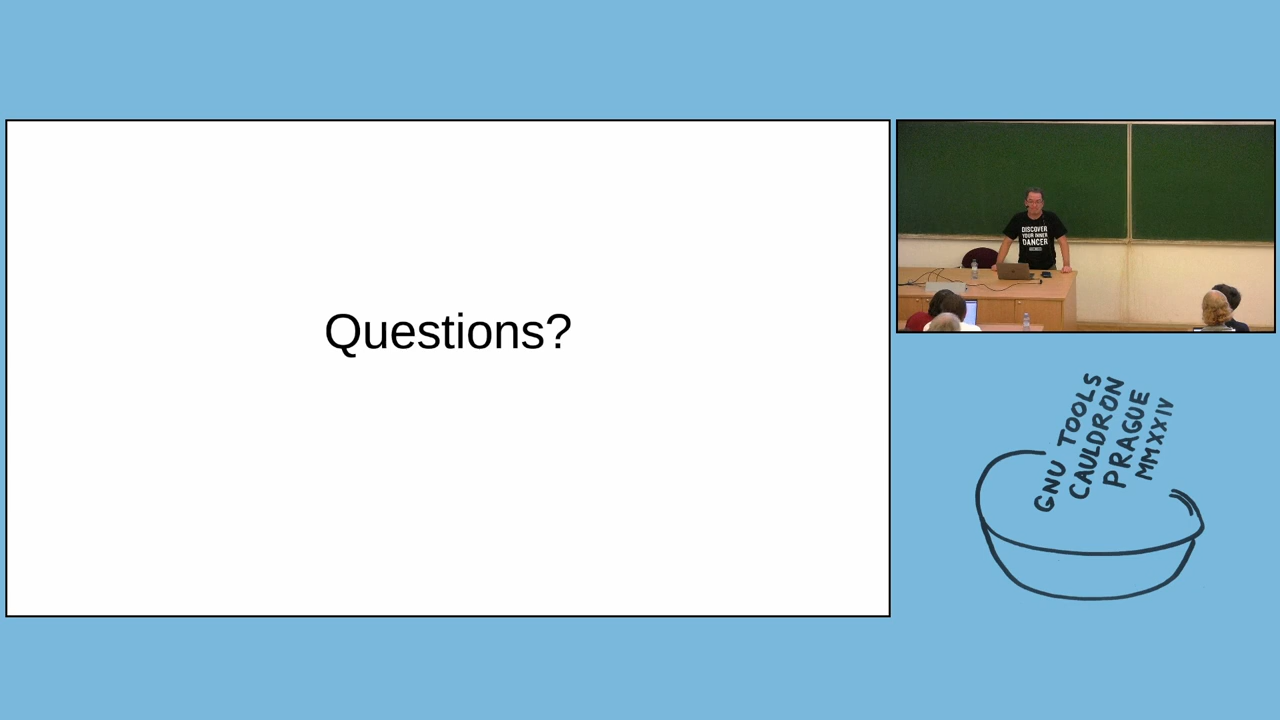 Questions?
DISCOVER
YOUR INNER
DANCER
GNU TOOLS
CAULDRON
PRAGUE
MMXXIV